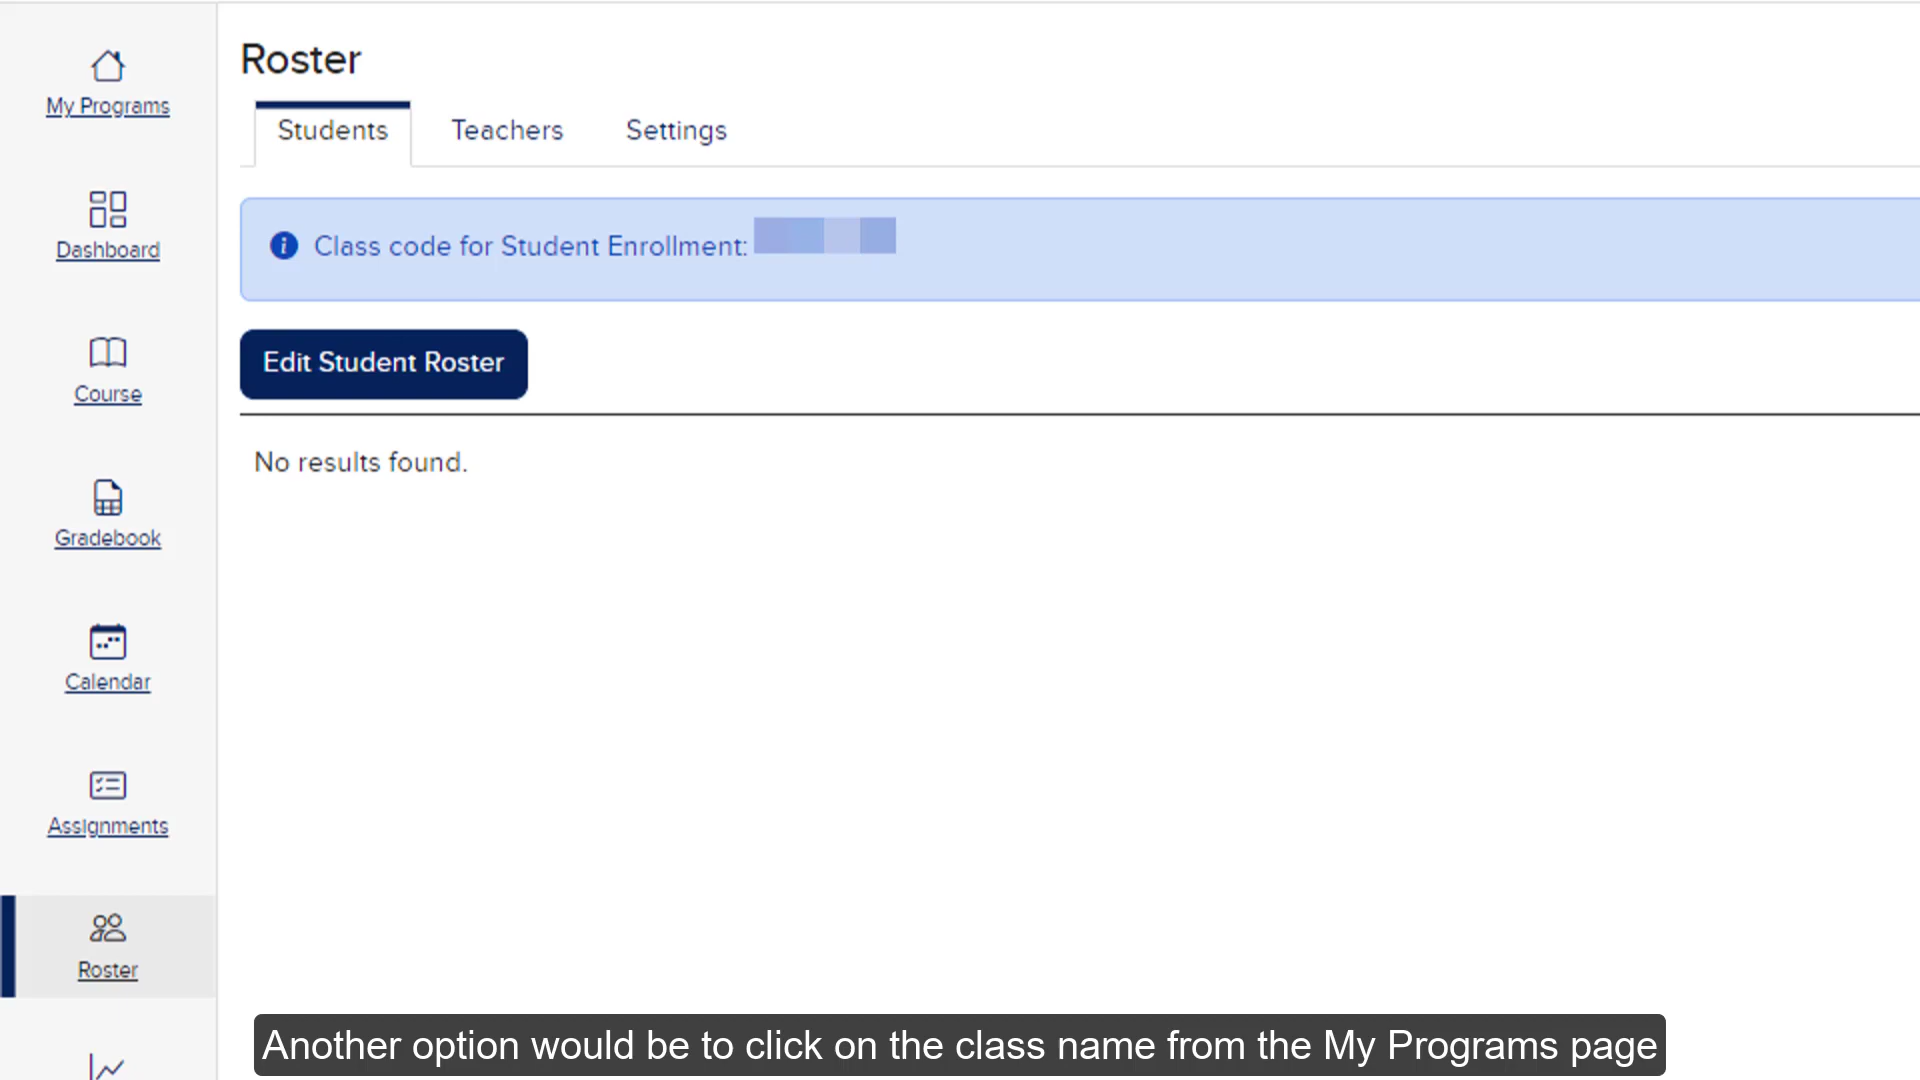 My Programs
Dashboard
Course
Gradebook
Calendar
Assignments
Roster
Roster
Students
Teachers
Settings
Class code for Student Enrollment:
Edit Student Roster
No results found.
Another option would be to click on the class name from the My Programs page